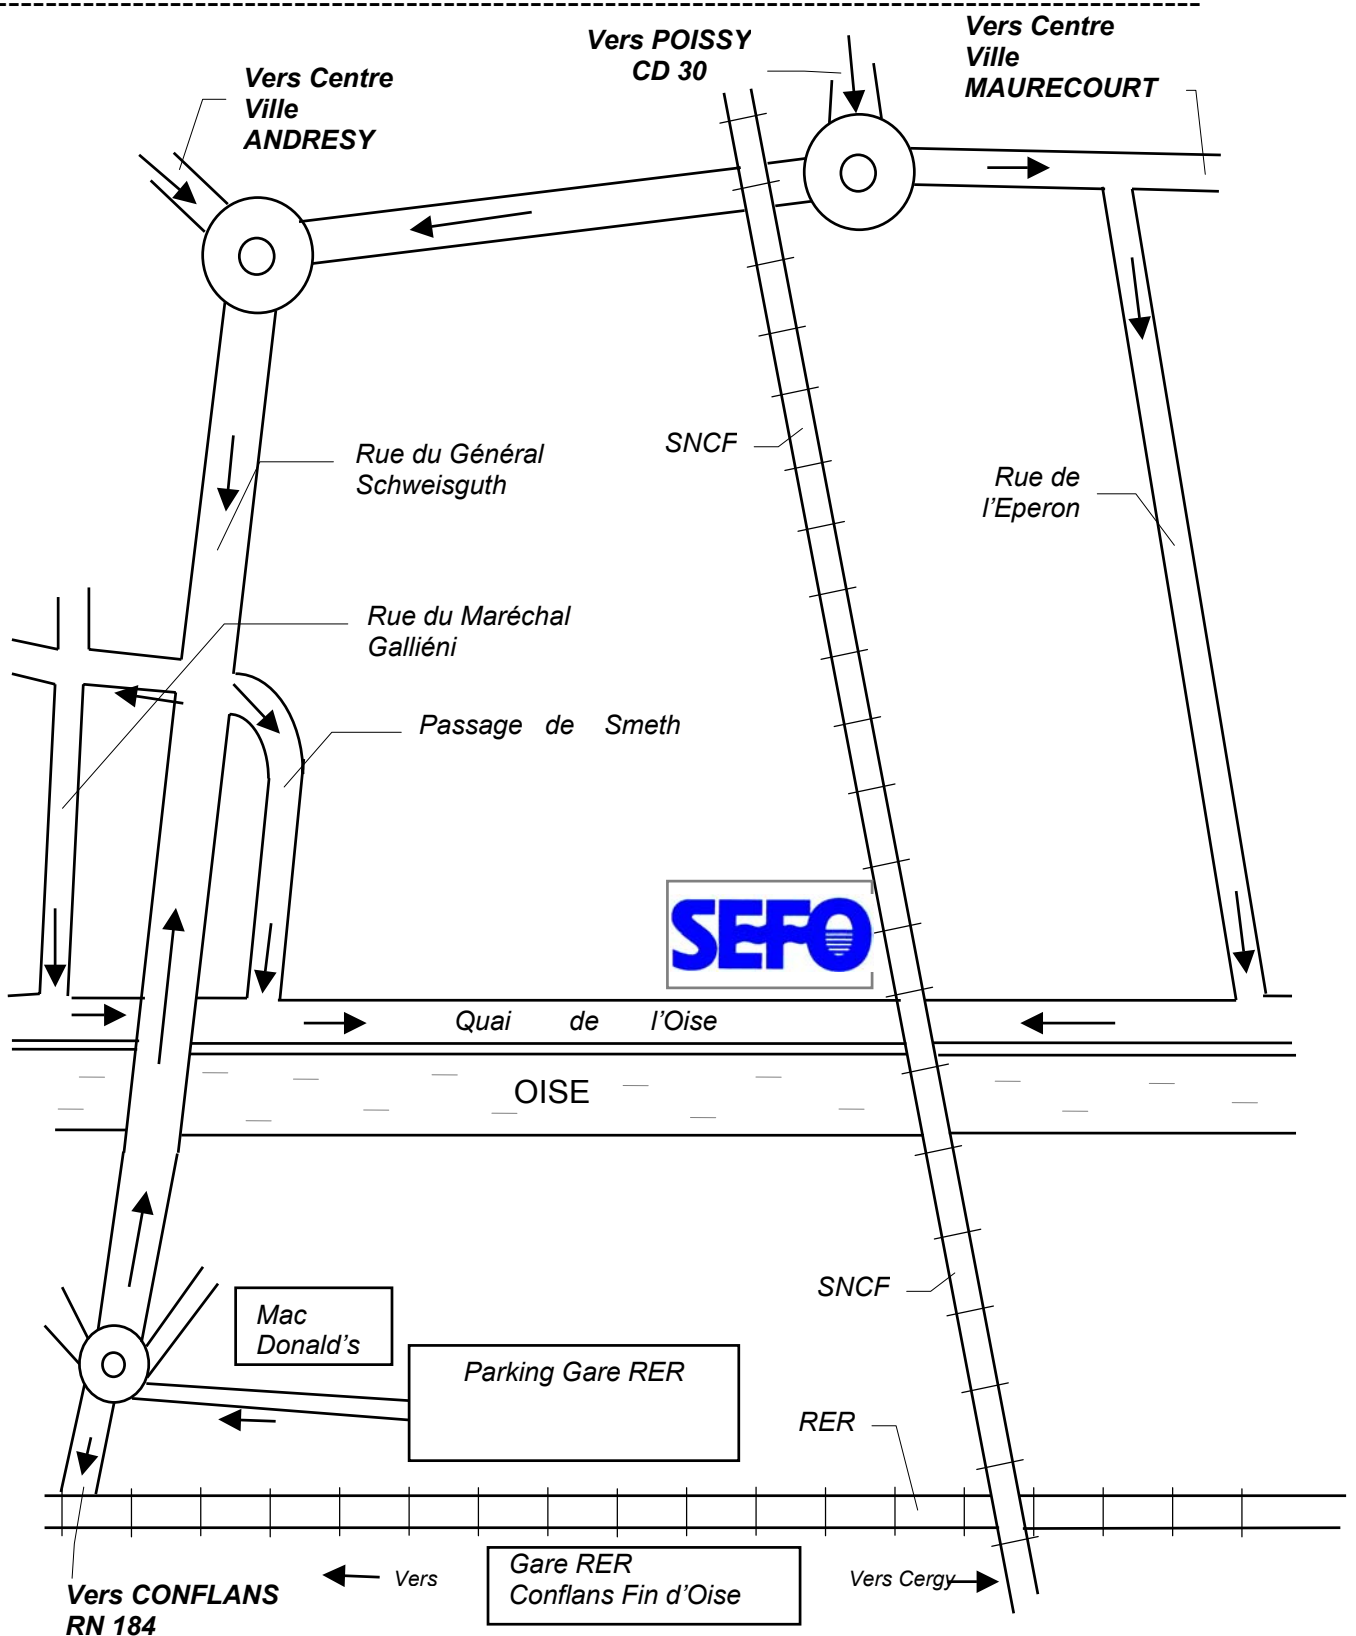 Vers POISSY
CD 30
Vers Centre
Ville
MAURECOURT
Vers Centre
Ville
ANDRESY
Rue du Général
Schweisguth
SNCF
Rue de
l'Eperon
Rue du Maréchal
Galliéni
Passage de Smeth
SEFO
Quai de l'Oise
OISE
SNCF
Mac
Donald's
Parking Gare RER
RER
Vers CONFLANS
RN 184
Vers
Gare RER
Conflans Fin d'Oise
Vers Cergy